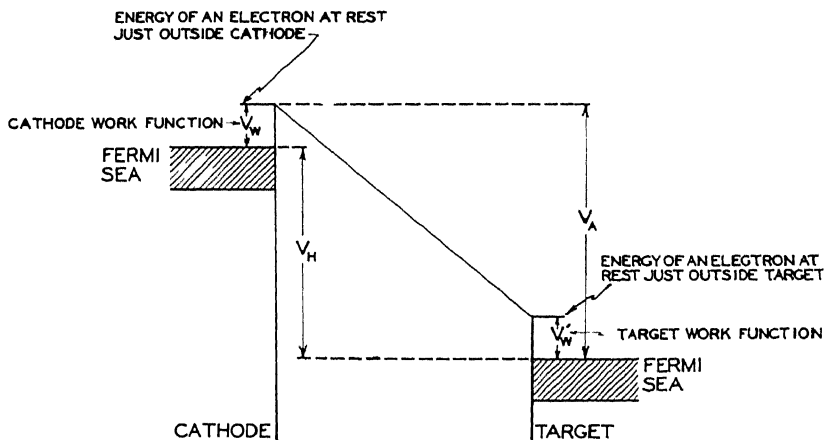 ENERGY OF AN ELECTRON AT REST
JUST OUTSIDE CATHODE
CATHODE WORK FUNCTION
V_W
FERMI
SEA
V_H
V_A
ENERGY OF AN ELEGTRON AT
REST JUST OUTSIDE TARGET
V_W'
TARGET WORK FUNCTION
FERMI
SEA
CATHODE
TARGET